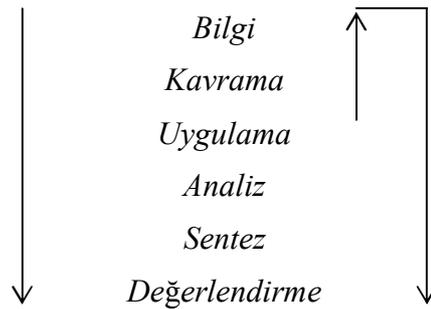 Bilgi
Kavrama
Uygulama
Analiz
Sentez
Değerlendirme